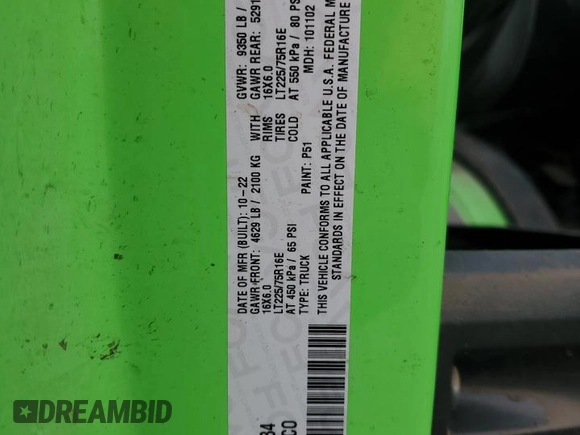 DATE OF MFR (BUILT): 10-22 GVWR: 9350 LB /
GAWR FRONT: 4629 LB / 2100 KG WITH GAWR REAR: 5291
16X6.0 RIMS 16X6.0
LT225/75R16E TIRES LT225/75R16E
AT 450 kPa / 65 PSI COLD AT 550 kPa / 80 PS
TYPE: TRUCK PAINT: P51 MDH: 101102
THIS VEHICLE CONFORMS TO ALL APPLICABLE U.S.A. FEDERAL M
STANDARDS IN EFFECT ON THE DATE OF MANUFACTURE
34
CO
DREAMBID